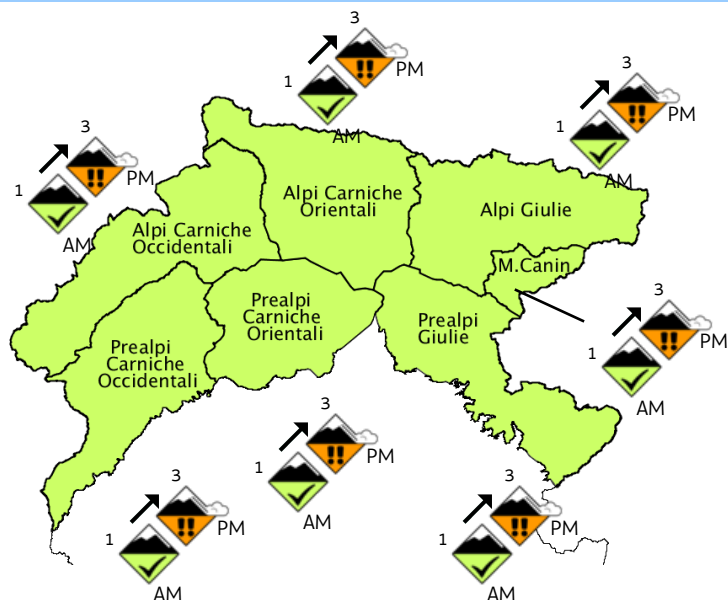 3
1
PM
AM
3
1
PM
AM
3
1
PM
AM
Alpi Carniche
Orientali
Alpi Giulie
Alpi Carniche
Occidentali
M.Canin
Prealpi
Carniche
Orientali
Prealpi
Giulie
Prealpi
Carniche
Occidentali
3
1
PM
AM
3
1
PM
AM
3
1
PM
AM
3
1
PM
AM